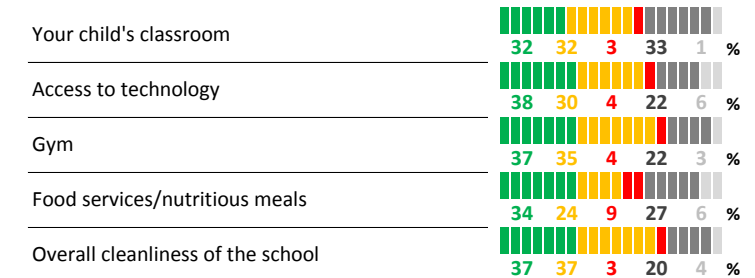 Your child's classroom
32 32 3 33 1 %
Access to technology
38 30 4 22 6 %
Gym
37 35 4 22 3 %
Food services/nutritious meals
34 24 9 27 6 %
Overall cleanliness of the school
37 37 3 20 4 %